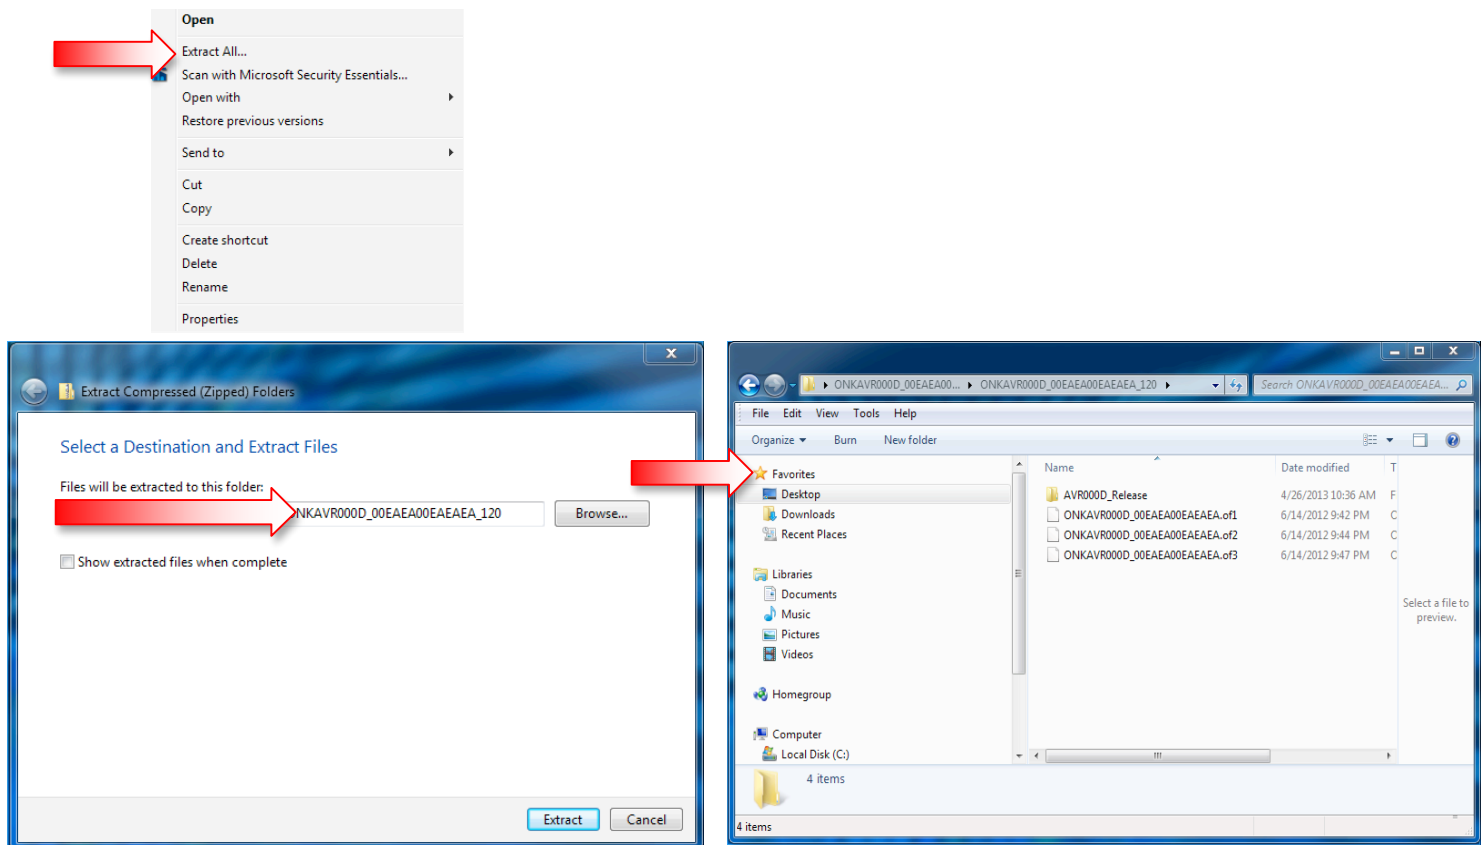 Open
Extract All...
Scan with Microsoft Security Essentials...
Open with
Restore previous versions
Send to
Cut
Copy
Create shortcut
Delete
Rename
Properties
Extract Compressed (Zipped) Folders
Select a Destination and Extract Files
Files will be extracted to this folder:
NKAVR000D_00EAEA00EAEAEA_120
Browse...
Show extracted files when complete
Extract
Cancel
ONKAVR000D_00EAEA00... ONKAVR000D_00EAEA00EAEAEA_120
Search ONKAVR000D_00EAEA00EAEA...
File Edit View Tools Help
Organize Burn New folder
Favorites
Desktop
Downloads
Recent Places
Libraries
Documents
Music
Pictures
Videos
Homegroup
Computer
Local Disk (C:)
Name Date modified T
AVR000D_Release 4/26/2013 10:36 AM F
ONKAVR000D_00EAEA00EAEAEA.of1 6/14/2012 9:42 PM C
ONKAVR000D_00EAEA00EAEAEA.of2 6/14/2012 9:44 PM C
ONKAVR000D_00EAEA00EAEAEA.of3 6/14/2012 9:47 PM C
Select a file to
preview.
4 items
4 items